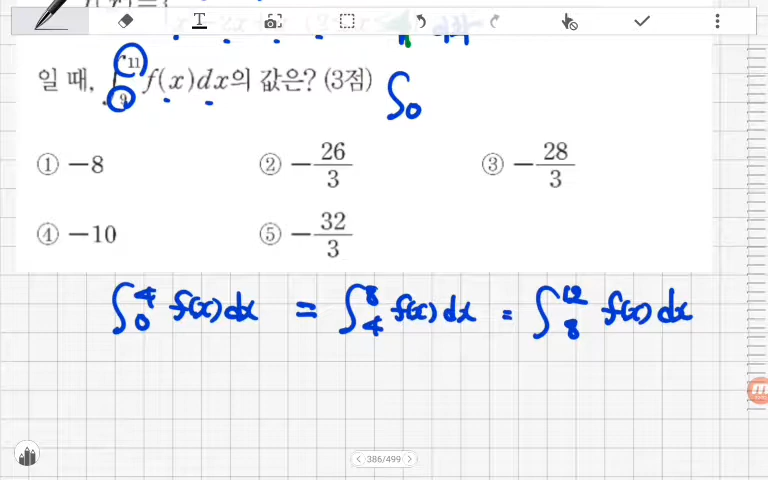 일 때, ∫₉¹¹ f(x)dx의 값은? (3점) ∫₀
① −8 ② −26/3 ③ −28/3
④ −10 ⑤ −32/3
∫₀⁴ f(x)dx = ∫₄⁸ f(x)dx = ∫₈¹² f(x)dx
386/499